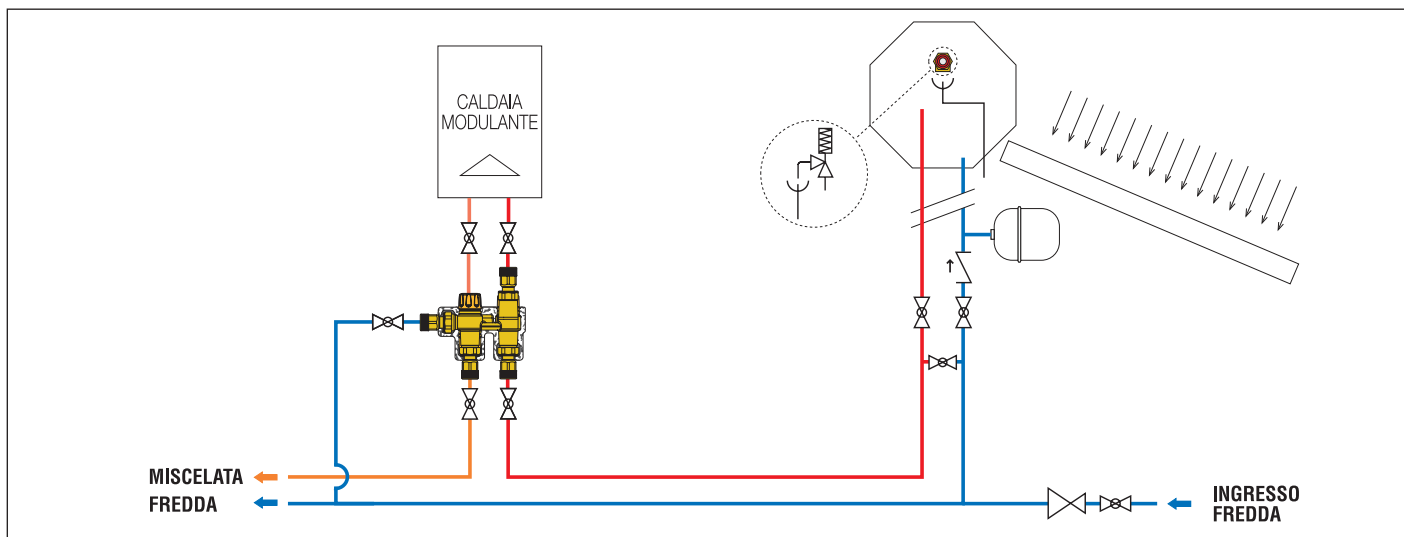 CALDAIA
MODULANTE
MISCELATA
FREDDA
INGRESSO
FREDDA